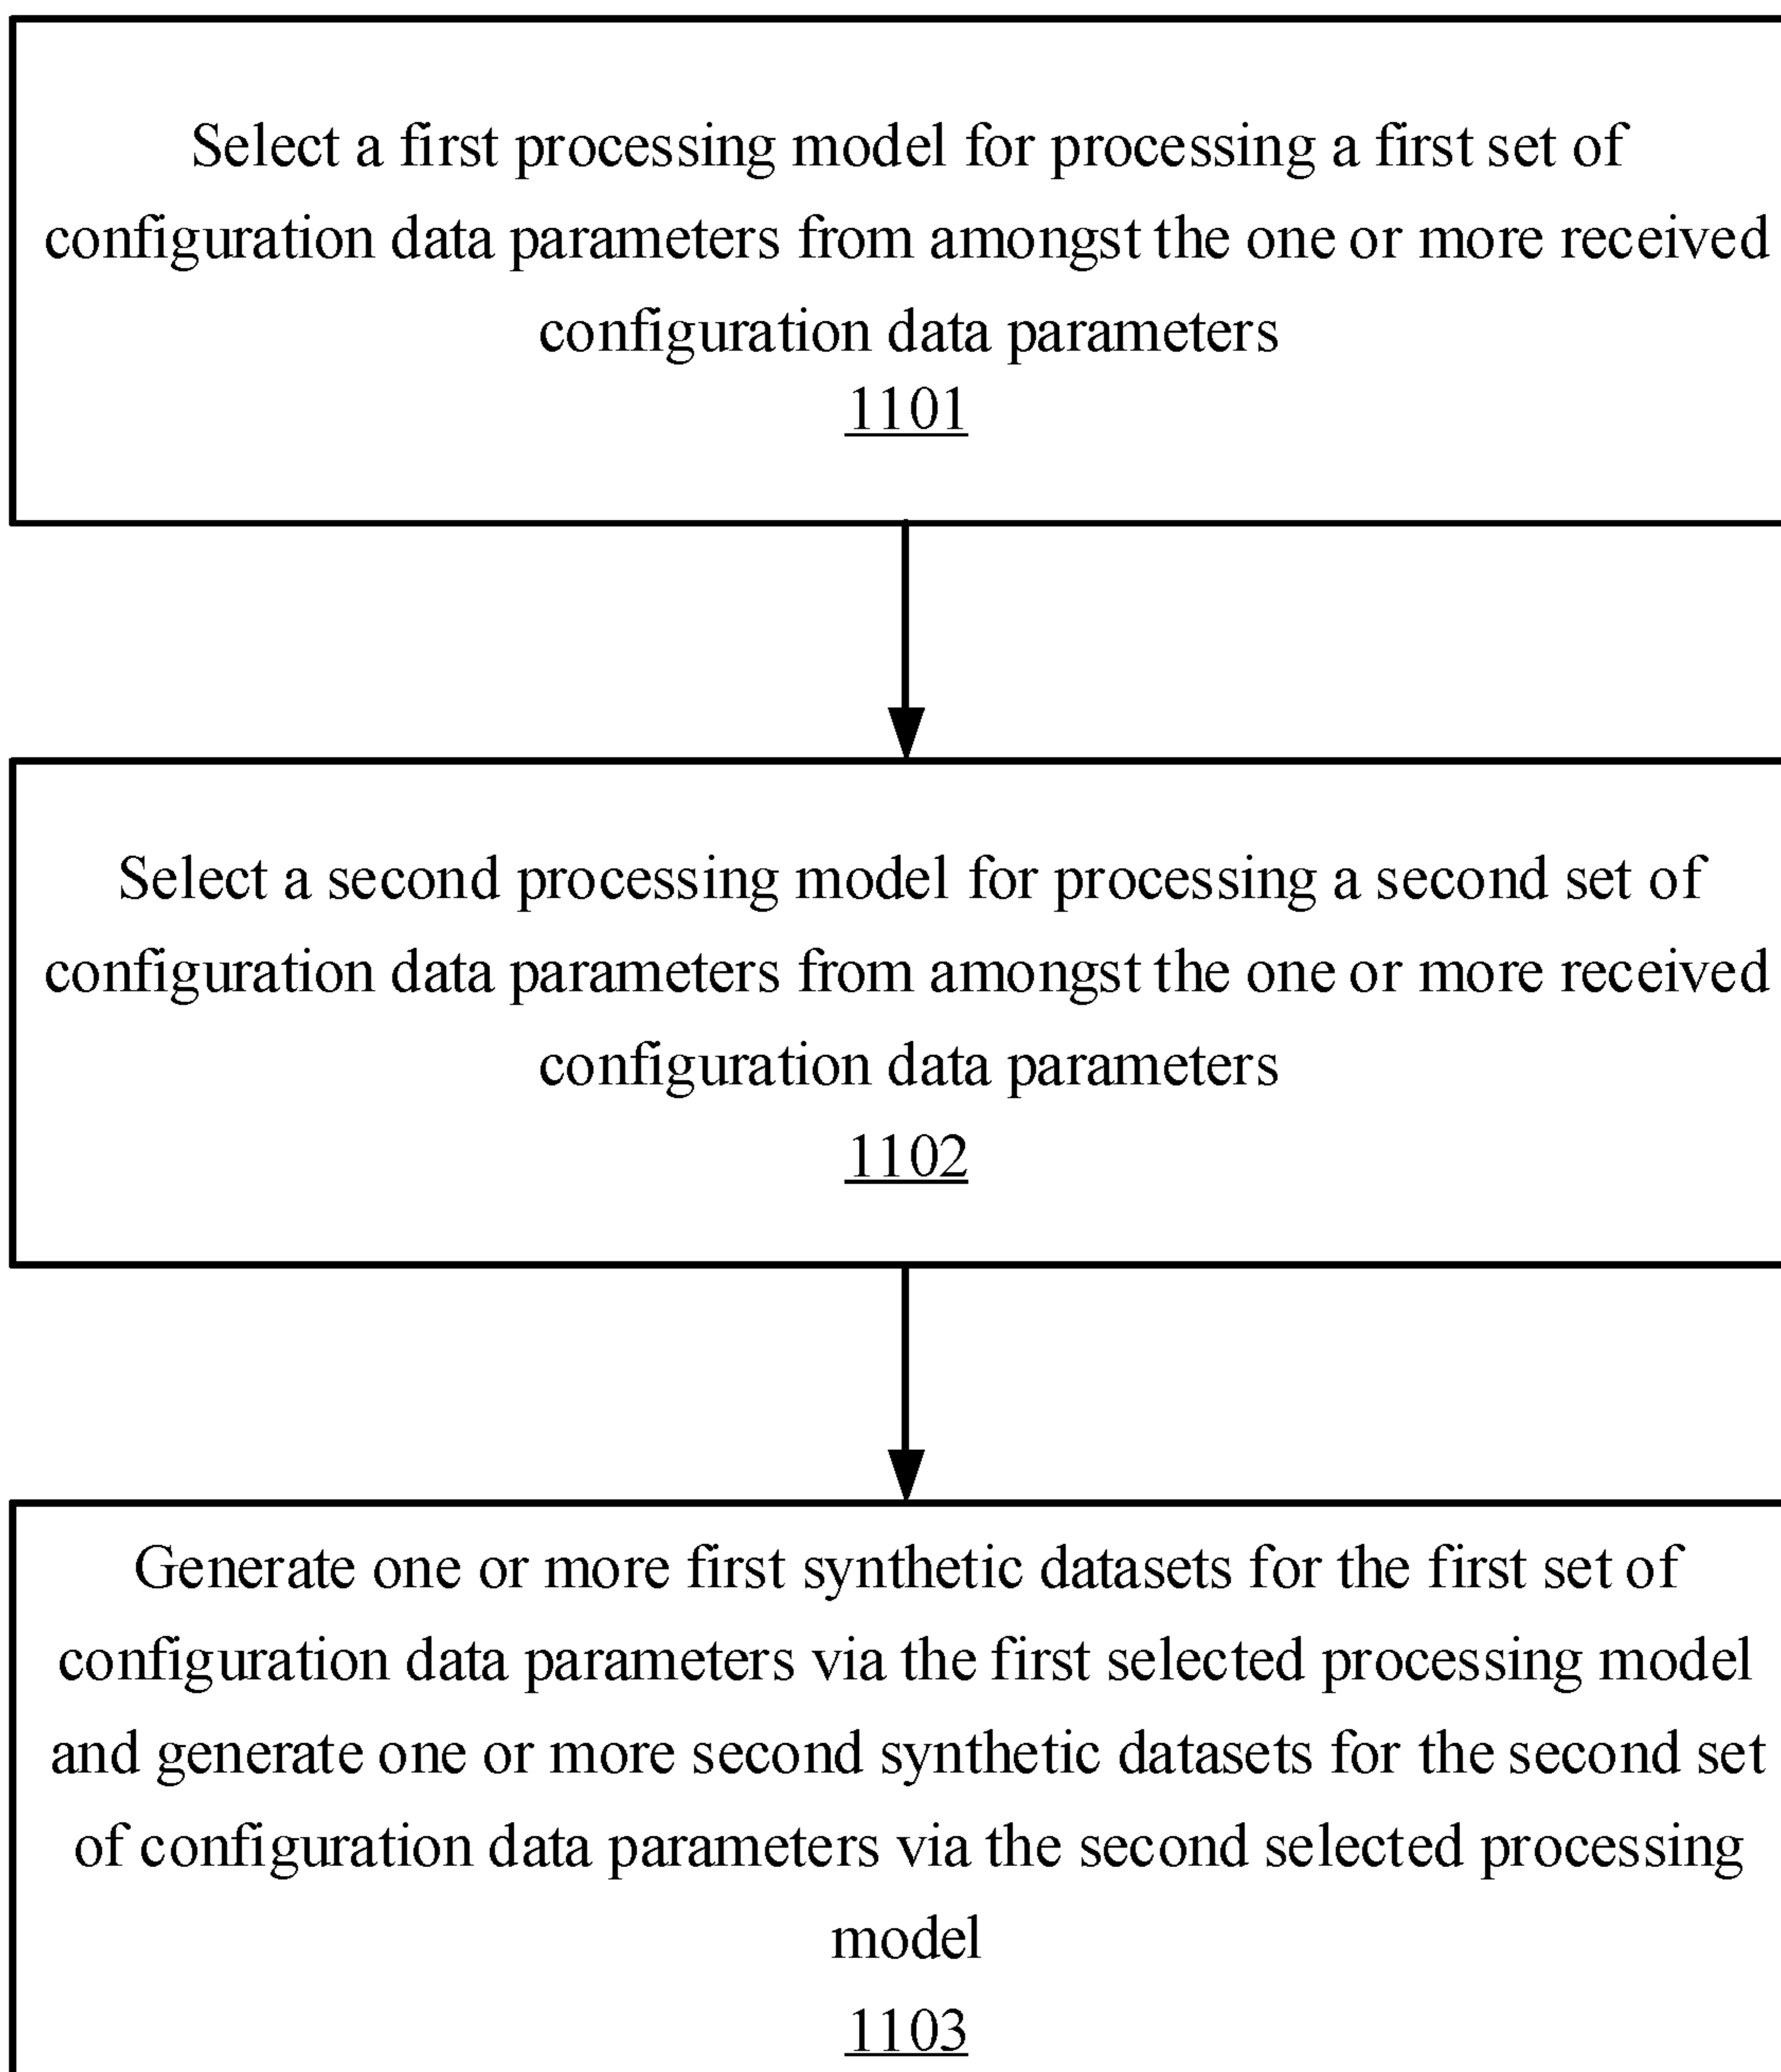 Select a first processing model for processing a first set of
configuration data parameters from amongst the one or more received
configuration data parameters
1101
Select a second processing model for processing a second set of
configuration data parameters from amongst the one or more received
configuration data parameters
1102
Generate one or more first synthetic datasets for the first set of
configuration data parameters via the first selected processing model
and generate one or more second synthetic datasets for the second set
of configuration data parameters via the second selected processing
model
1103